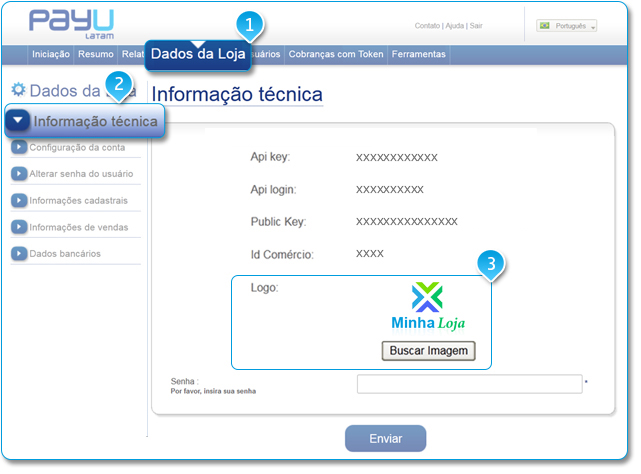 PAYU
LATAM
Contato | Ajuda | Sair
Português
1
Iniciação | Resumo | Dados da Loja | Cobranças com Token | Ferramentas
2
Dados da
Informação técnica
Informação técnica
Configuração da conta
Alterar senha do usuário
Informações cadastrais
Informações de vendas
Dados bancários
Api key: XXXXXXXXXXXX
Api login: XXXXXXXXXX
Public Key: XXXXXXXXXXXXXXX
Id Comércio: XXXX
3
Logo:
Minha Loja
Buscar Imagem
Senha : *
Por favor, insira sua senha
Enviar